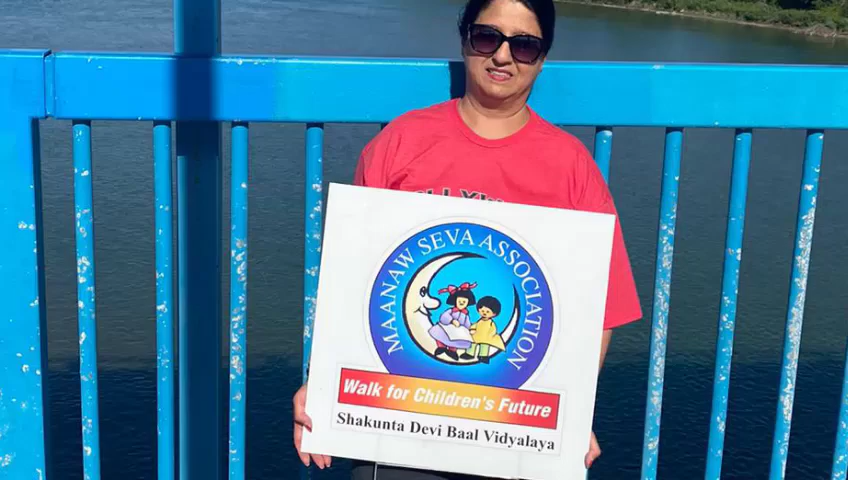 MAANAW SEVA ASSOCIATION
Walk for Children's Future
Shakunta Devi Baal Vidyalaya